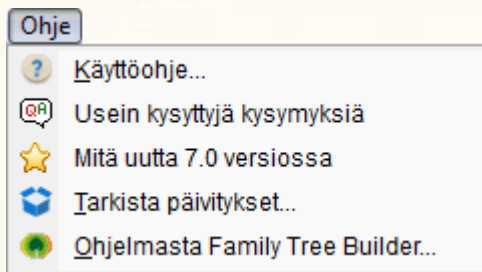 Ohje
Käyttöohje...
Usein kysyttyjä kysymyksiä
Mitä uutta 7.0 versiossa
Tarkista päivitykset...
Ohjelmasta Family Tree Builder...